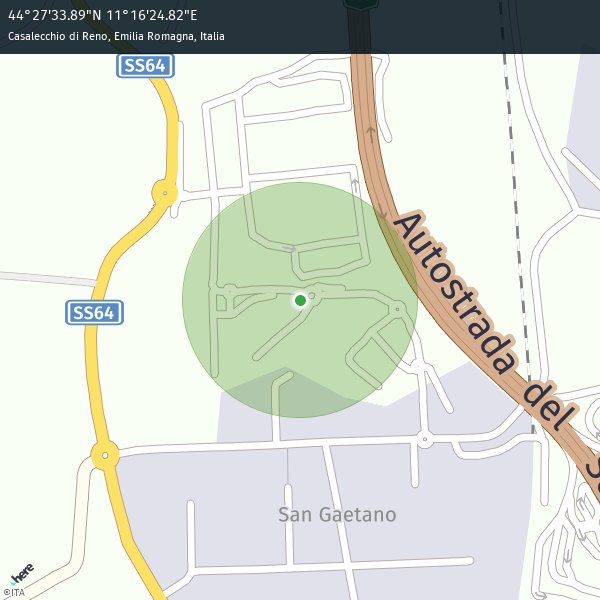 44°27'33.89"N 11°16'24.82"E
Casalecchio di Reno, Emilia Romagna, Italia
SS64
Autostrada del
SS64
San Gaetano
here
©ITA